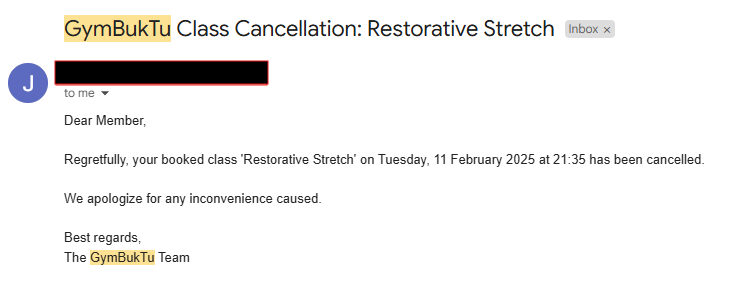 GymBukTu Class Cancellation: Restorative Stretch Inbox ×
J
to me
Dear Member,
Regretfully, your booked class 'Restorative Stretch' on Tuesday, 11 February 2025 at 21:35 has been cancelled.
We apologize for any inconvenience caused.
Best regards,
The GymBukTu Team